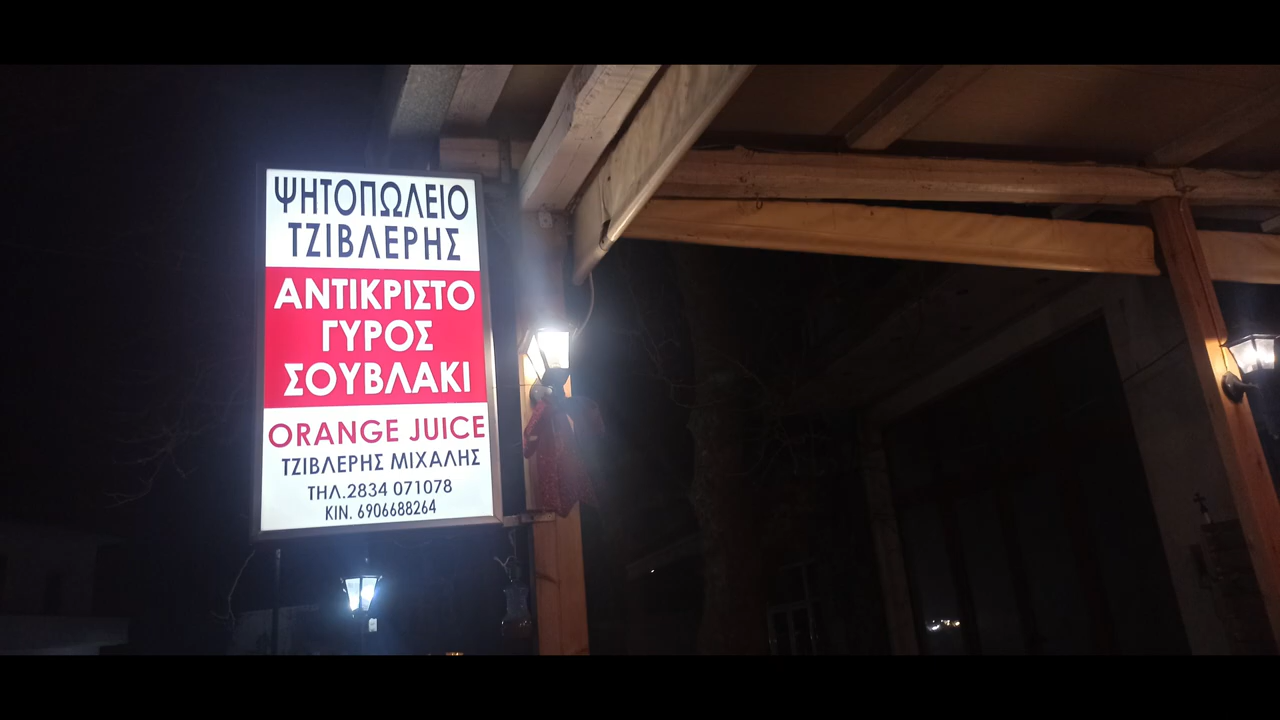 ΨΗΤΟΠΩΛΕΙΟ
ΤΖΙΒΛΕΡΗΣ
ΑΝΤΙΚΡΙΣΤΟ
ΓΥΡΟΣ
ΣΟΥΒΛΑΚΙ
ORANGE JUICE
ΤΖΙΒΛΕΡΗΣ ΜΙΧΑΛΗΣ
ΤΗΛ.2834 071078
ΚΙΝ. 6906688264